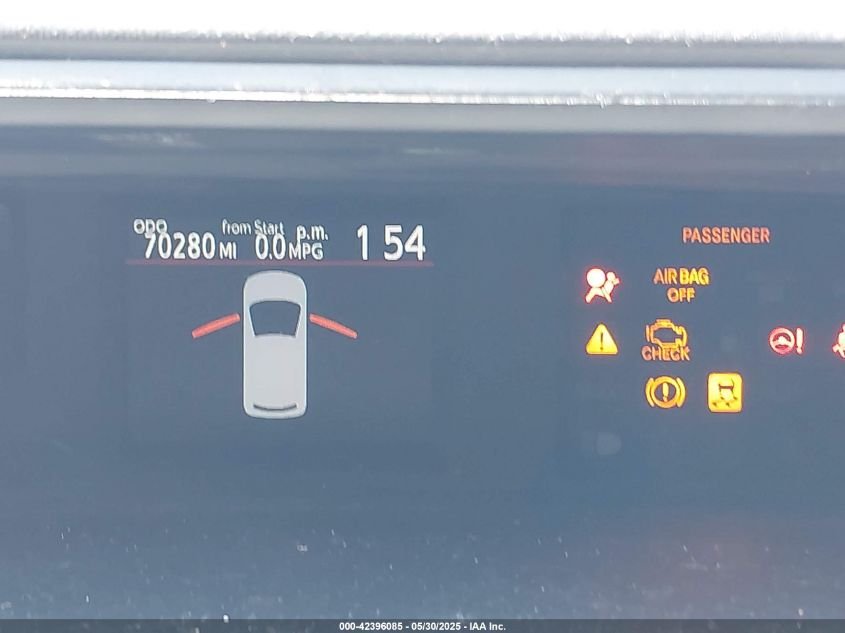 ODO from Start p.m.
70280 MI 0.0 MPG 1 54
PASSENGER
AIR BAG
OFF
CHECK
000-42396085 - 05/30/2025 - IAA Inc.